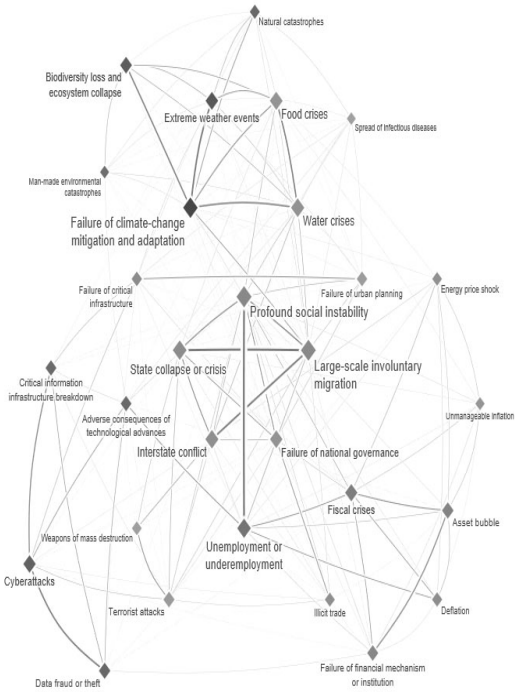 Natural catastrophes
Biodiversity loss and
ecosystem collapse
Extreme weather events
Food crises
Spread of infectious diseases
Man-made environmental
catastrophes
Failure of climate-change
mitigation and adaptation
Water crises
Failure of critical
infrastructure
Failure of urban planning
Energy price shock
Profound social instability
State collapse or crisis
Large-scale involuntary
migration
Critical information
infrastructure breakdown
Adverse consequences of
technological advances
Unmanageable inflation
Interstate conflict
Failure of national governance
Fiscal crises
Asset bubble
Weapons of mass destruction
Unemployment or
underemployment
Cyberattacks
Terrorist attacks
Illicit trade
Deflation
Data fraud or theft
Failure of financial mechanism
or institution